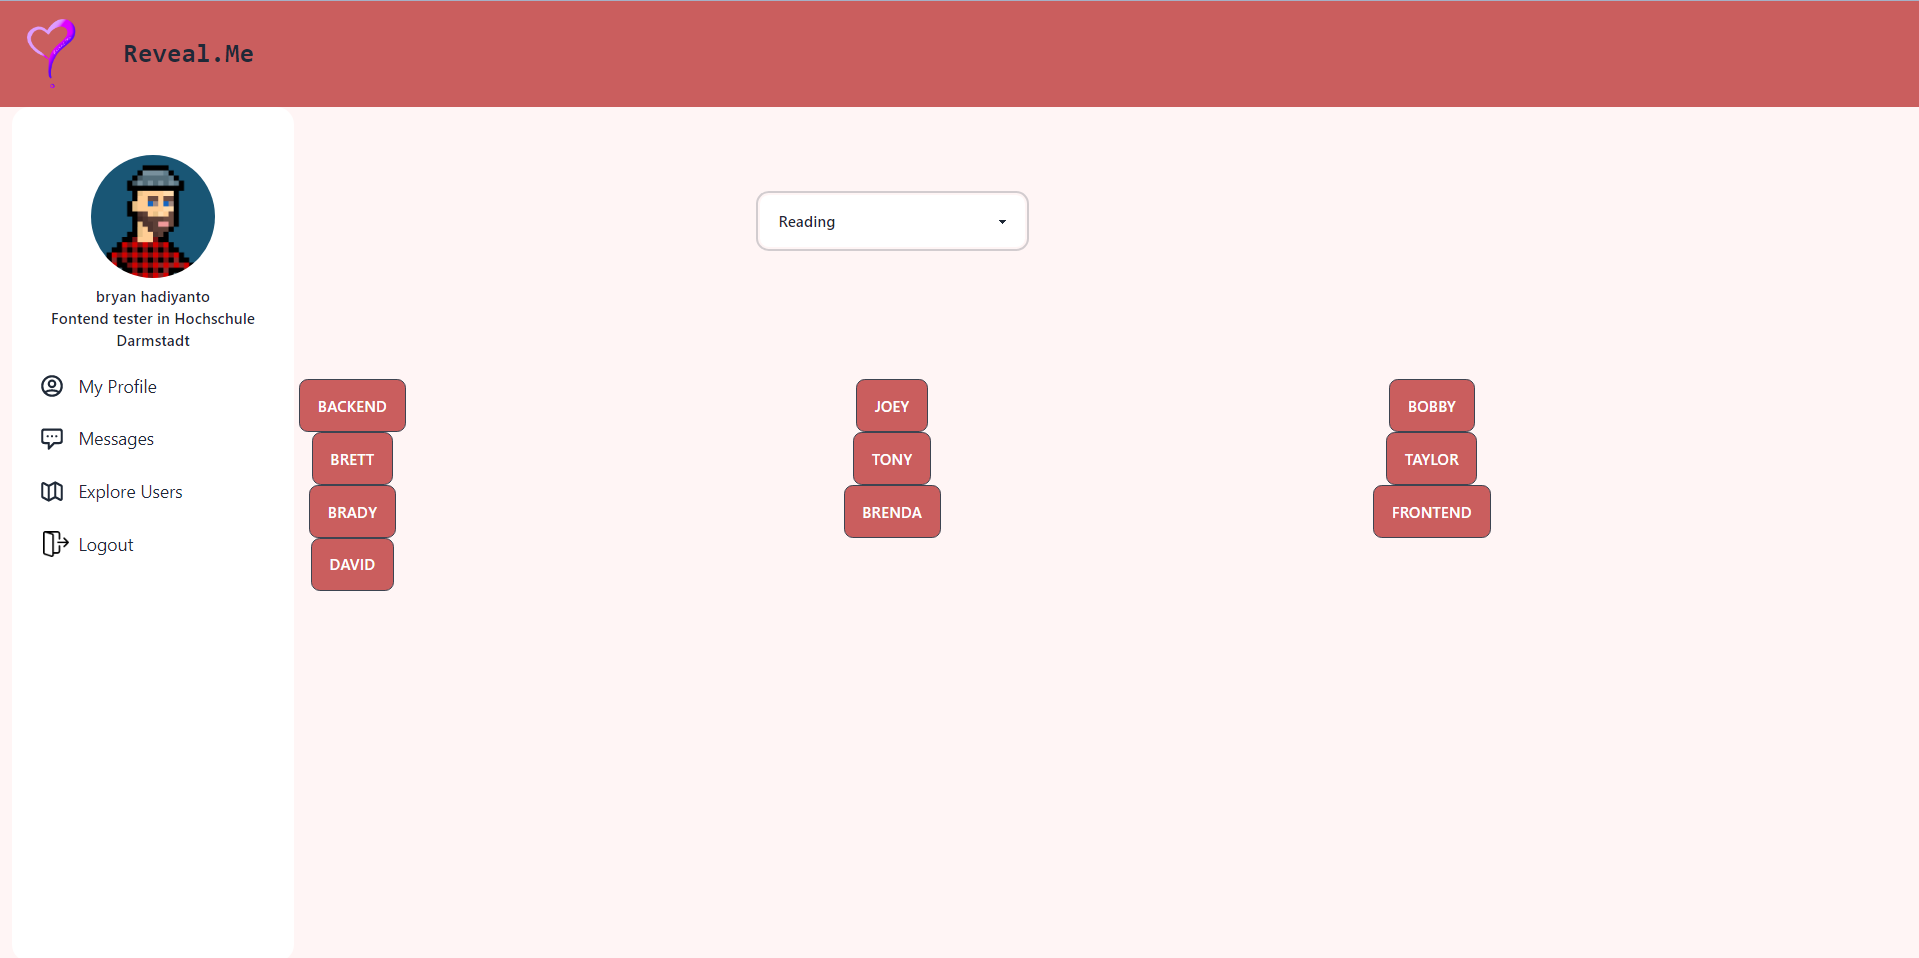 Reveal.Me
bryan hadiyanto
Fontend tester in Hochschule
Darmstadt
My Profile
Messages
Explore Users
Logout
Reading
BACKEND
JOEY
BOBBY
BRETT
TONY
TAYLOR
BRADY
BRENDA
FRONTEND
DAVID